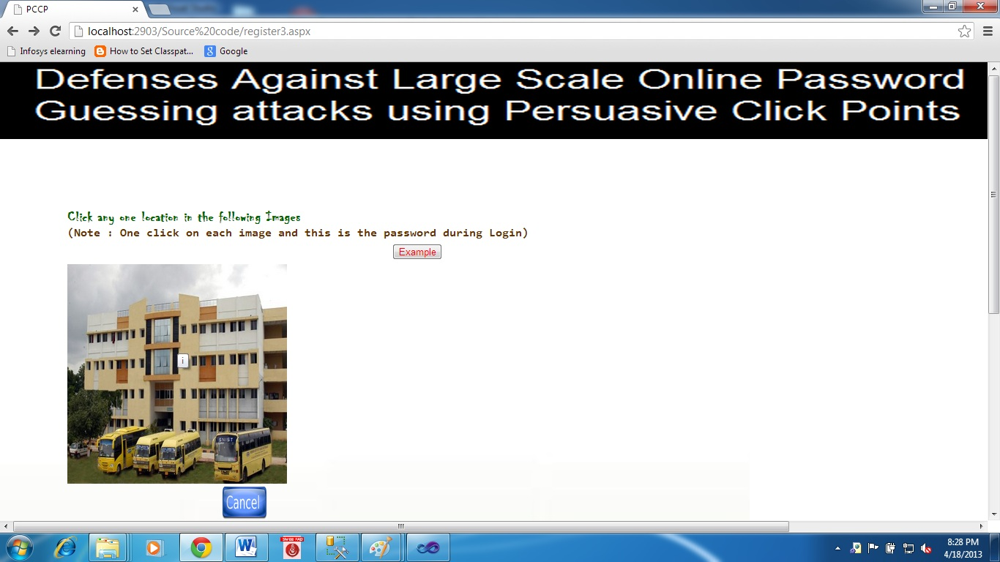 PCCP
localhost:2903/Source%20code/register3.aspx
Infosys elearning How to Set Classpat... Google
Defenses Against Large Scale Online Password
Guessing attacks using Persuasive Click Points
Click any one location in the following Images
(Note : One click on each image and this is the password during Login)
Example
i
SNIST
Cancel
8:28 PM
4/18/2013